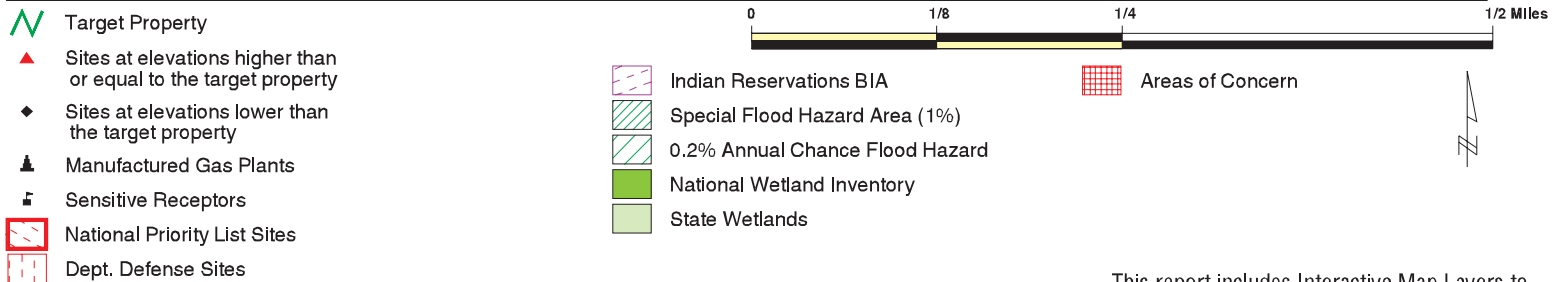 0 1/8 1/4 1/2 Miles
Target Property
Sites at elevations higher than
or equal to the target property
Sites at elevations lower than
the target property
Manufactured Gas Plants
Sensitive Receptors
National Priority List Sites
Dept. Defense Sites
Indian Reservations BIA
Special Flood Hazard Area (1%)
0.2% Annual Chance Flood Hazard
National Wetland Inventory
State Wetlands
Areas of Concern
This report includes Interactive Map Layers to